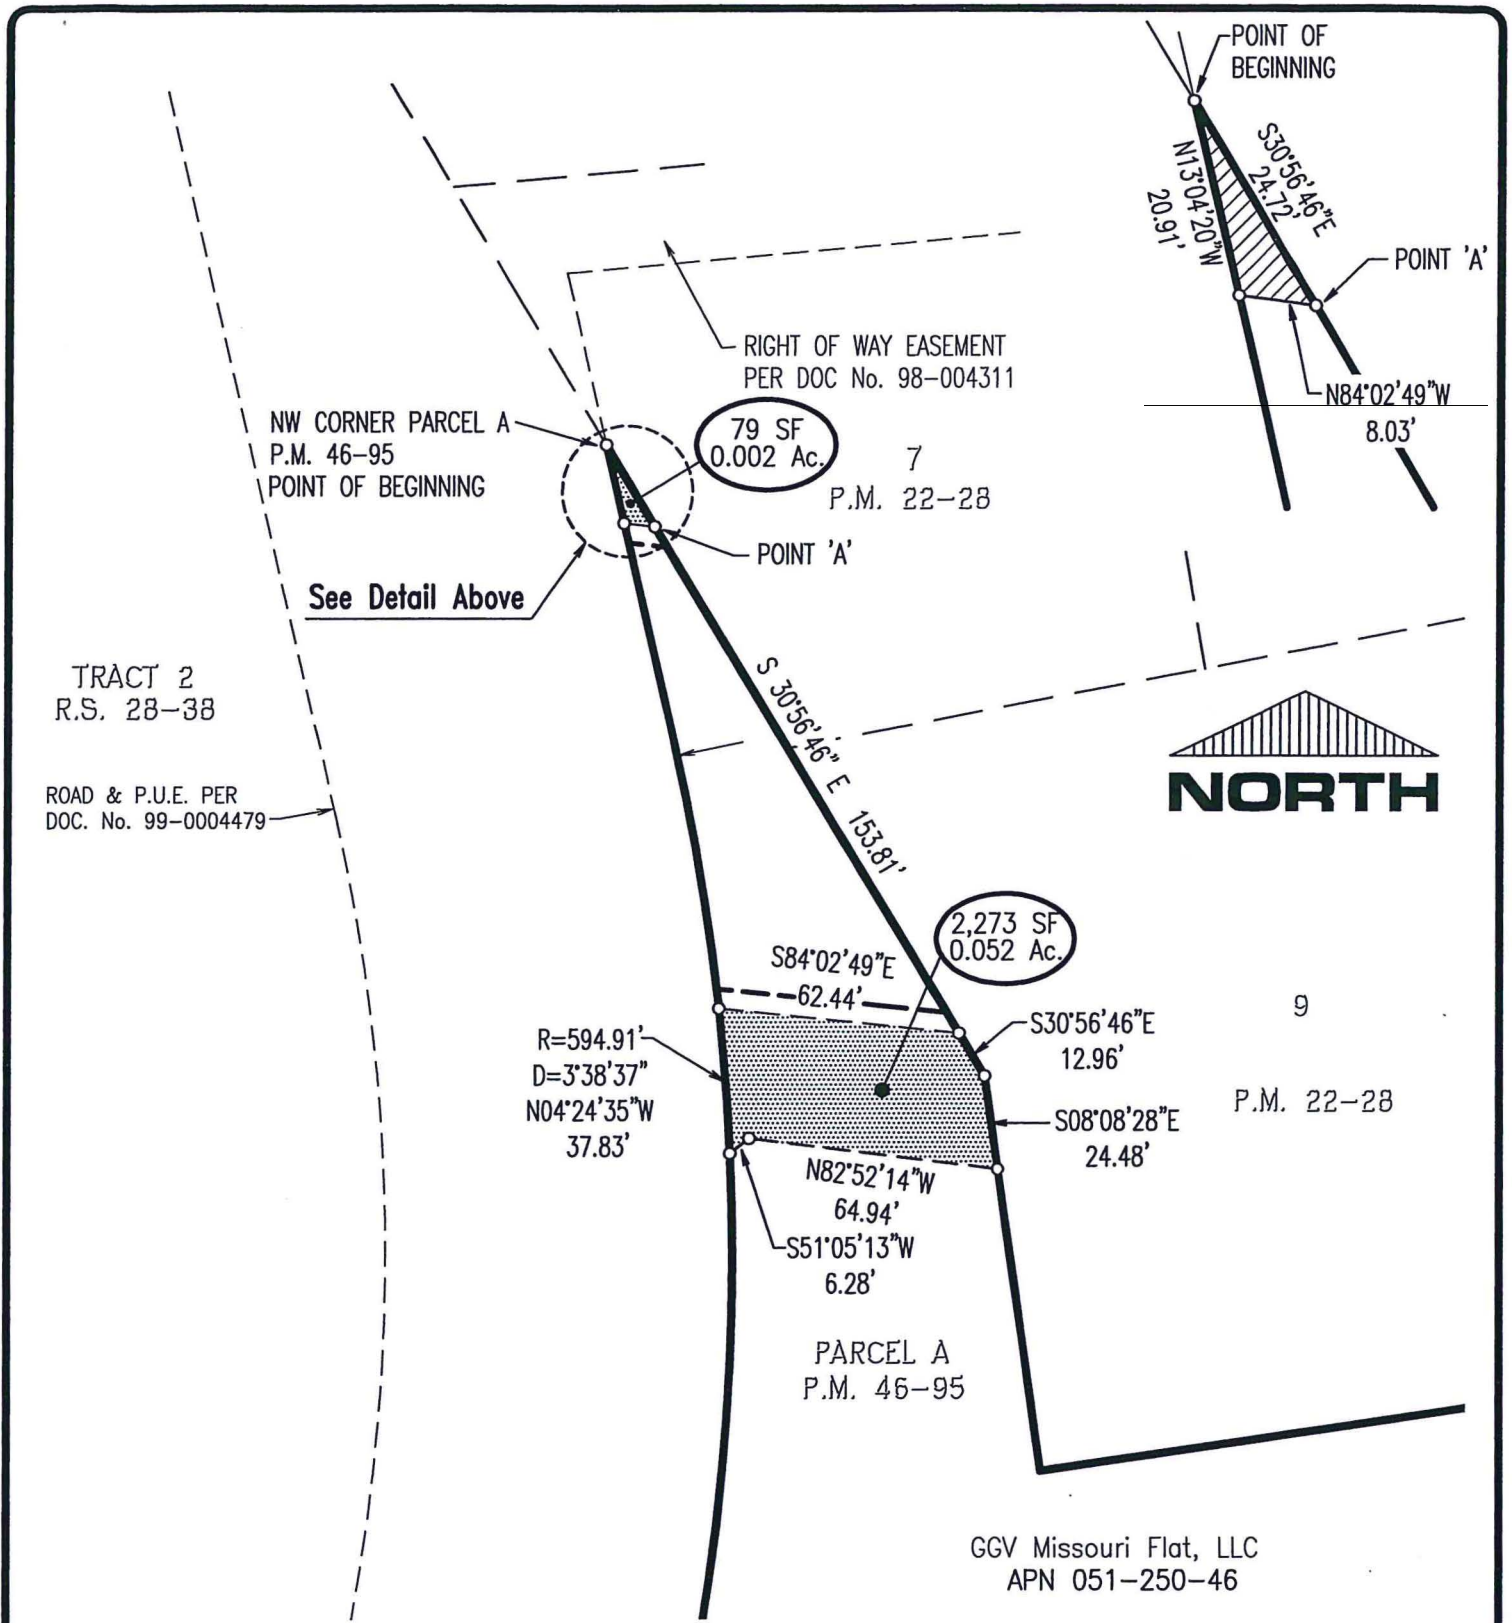 POINT OF
BEGINNING
S30°56'46"E
24.72'
N13°04'20"W
20.91'
POINT 'A'
N84°02'49"W
8.03'
RIGHT OF WAY EASEMENT
PER DOC No. 98-004311
NW CORNER PARCEL A
P.M. 46-95
POINT OF BEGINNING
79 SF
0.002 Ac.
7
P.M. 22-28
POINT 'A'
See Detail Above
TRACT 2
R.S. 28-38
S 30°56'46" E 153.81'
NORTH
ROAD & P.U.E. PER
DOC. No. 99-0004479
2,273 SF
0.052 Ac.
S84°02'49"E
62.44'
R=594.91'
D=3°38'37"
N04°24'35"W
37.83'
S30°56'46"E
12.96'
9
P.M. 22-28
S08°08'28"E
24.48'
N82°52'14"W
64.94'
S51°05'13"W
6.28'
PARCEL A
P.M. 46-95
GGV Missouri Flat, LLC
APN 051-250-46